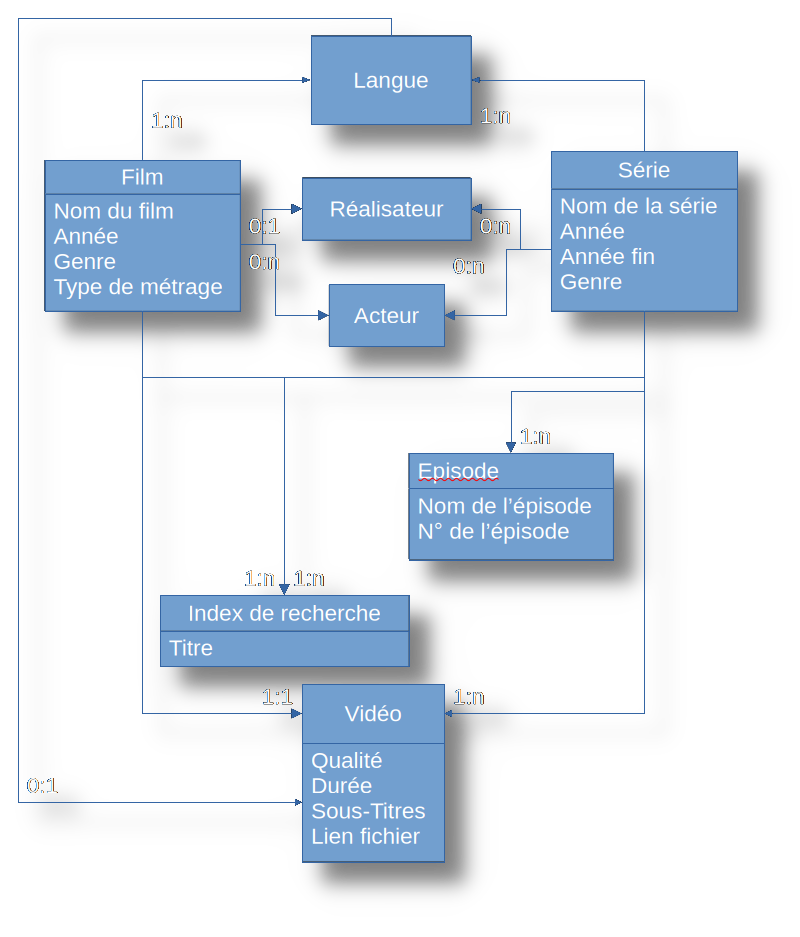 Langue
1:n
1:n
Film
Nom du film
Année
Genre
Type de métrage
Réalisateur
0:1
0:n
0:n
0:n
Acteur
Série
Nom de la série
Année
Année fin
Genre
1:n
Episode
Nom de l’épisode
N° de l’épisode
1:n
1:n
Index de recherche
Titre
1:1
1:n
Vidéo
Qualité
Durée
Sous-Titres
Lien fichier
0:1